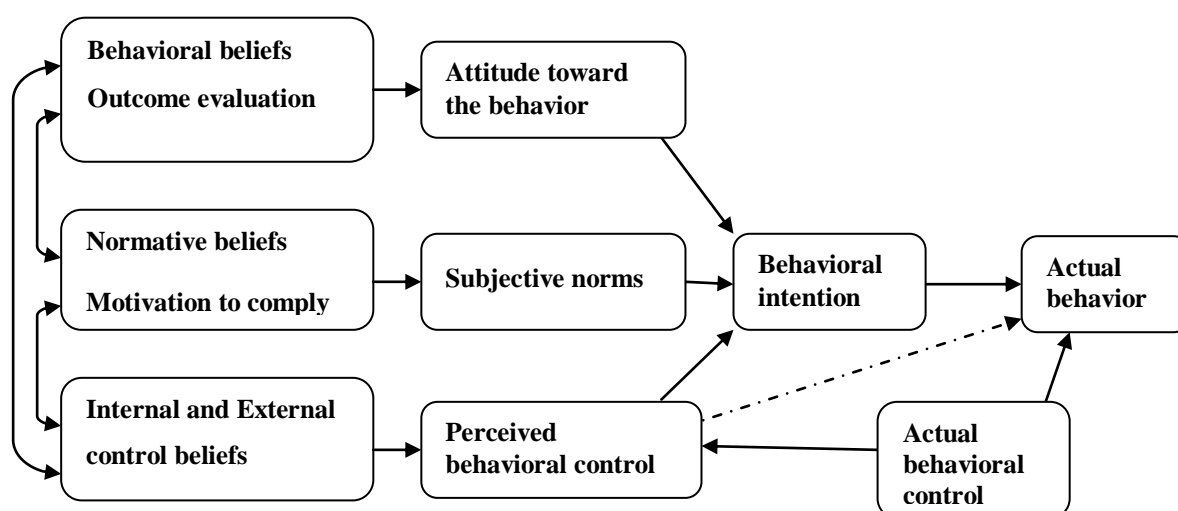 Behavioral beliefs
Outcome evaluation
Attitude toward
the behavior
Normative beliefs
Motivation to comply
Subjective norms
Behavioral
intention
Actual
behavior
Internal and External
control beliefs
Perceived
behavioral control
Actual
behavioral
control